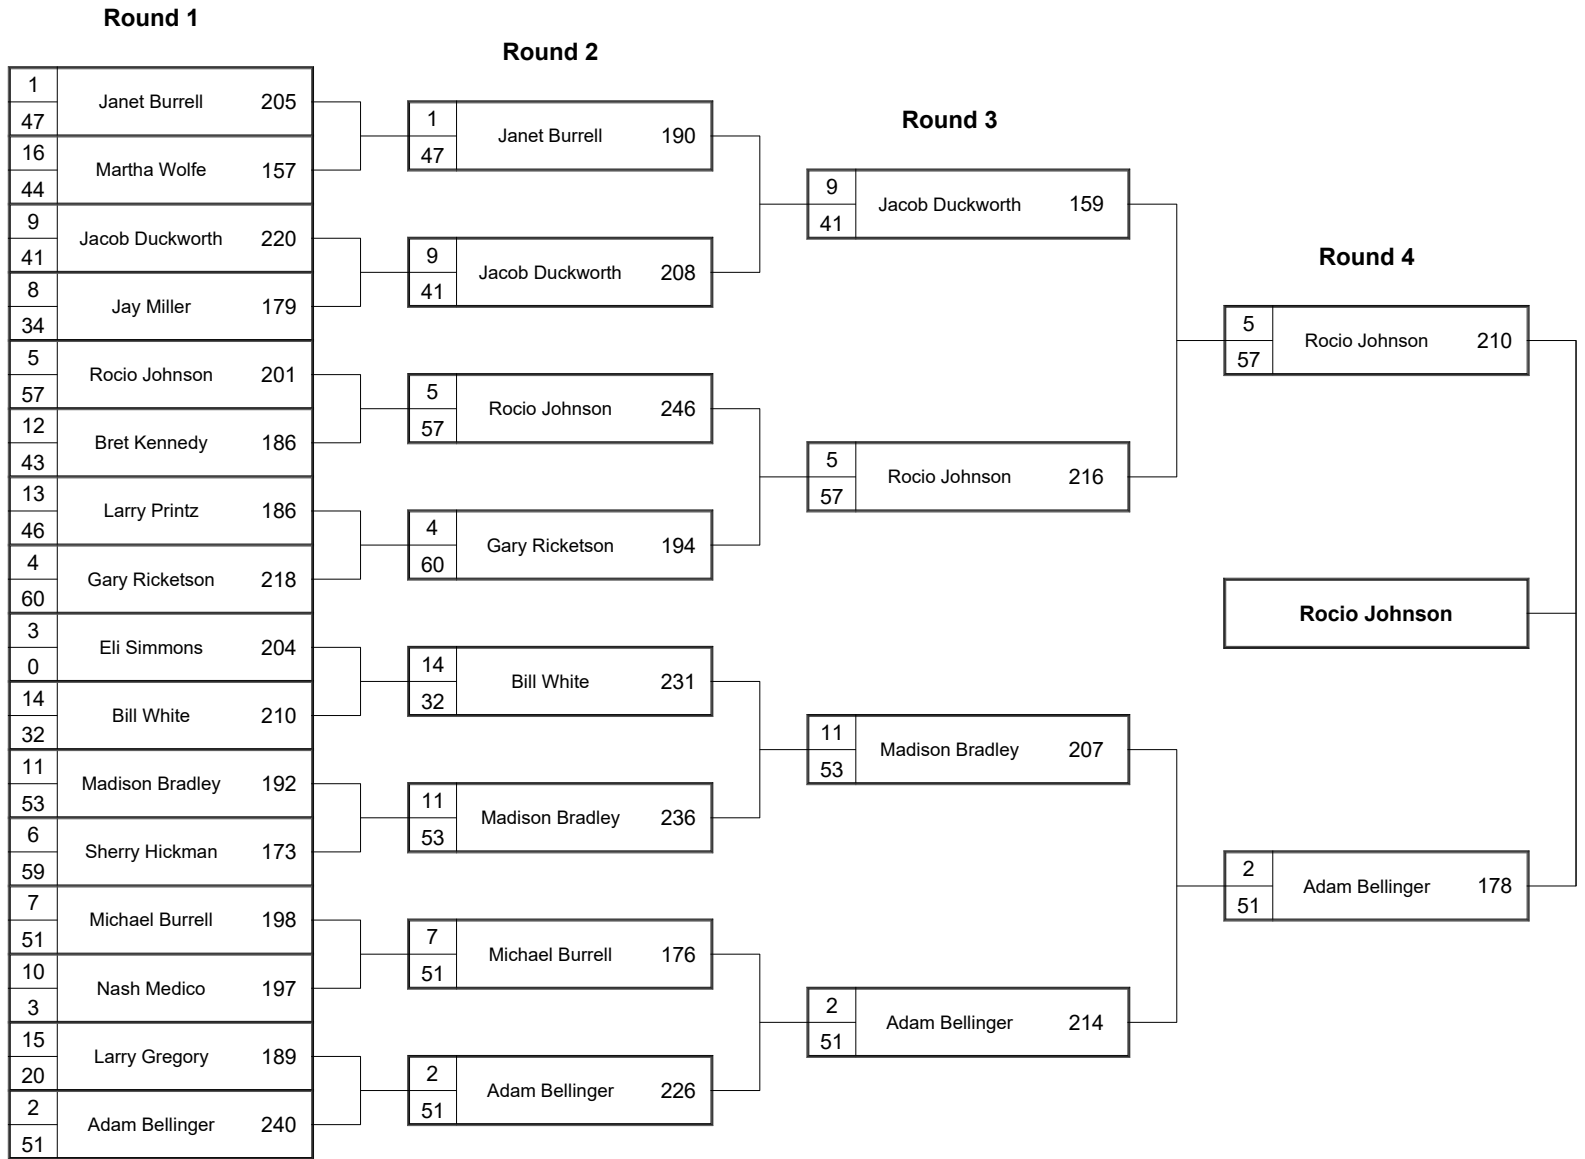 Round 1
1
47
Janet Burrell 205
16
44
Martha Wolfe 157
9
41
Jacob Duckworth 220
8
34
Jay Miller 179
5
57
Rocio Johnson 201
12
43
Bret Kennedy 186
13
46
Larry Printz 186
4
60
Gary Ricketson 218
3
0
Eli Simmons 204
14
32
Bill White 210
11
53
Madison Bradley 192
6
59
Sherry Hickman 173
7
51
Michael Burrell 198
10
3
Nash Medico 197
15
20
Larry Gregory 189
2
51
Adam Bellinger 240
Round 2
1
47
Janet Burrell 190
9
41
Jacob Duckworth 208
5
57
Rocio Johnson 246
4
60
Gary Ricketson 194
14
32
Bill White 231
11
53
Madison Bradley 236
7
51
Michael Burrell 176
2
51
Adam Bellinger 226
Round 3
9
41
Jacob Duckworth 159
5
57
Rocio Johnson 216
11
53
Madison Bradley 207
2
51
Adam Bellinger 214
Round 4
5
57
Rocio Johnson 210
2
51
Adam Bellinger 178
Rocio Johnson